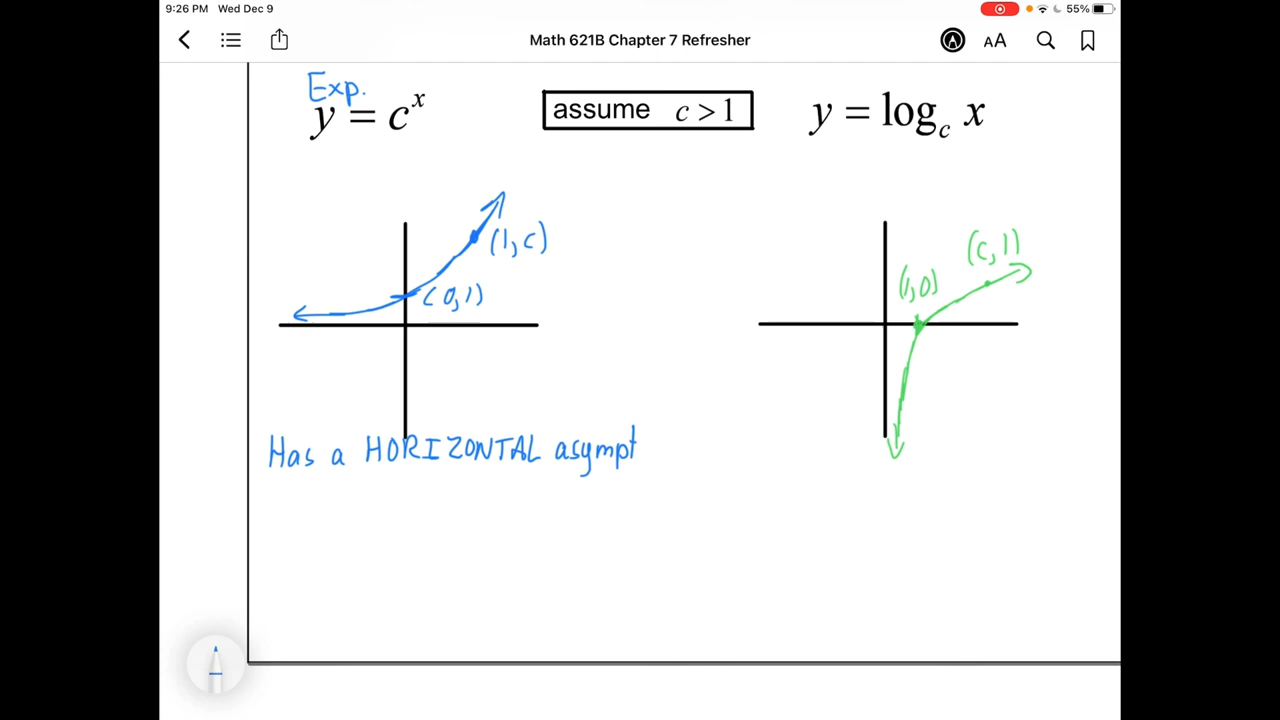 9:26 PM Wed Dec 9 55%
AA
Math 621B Chapter 7 Refresher
Exp.
y = c^x
assume c > 1
y = log_c x
(1, c)
(0, 1)
(c, 1)
(1, 0)
Has a HORIZONTAL asympt